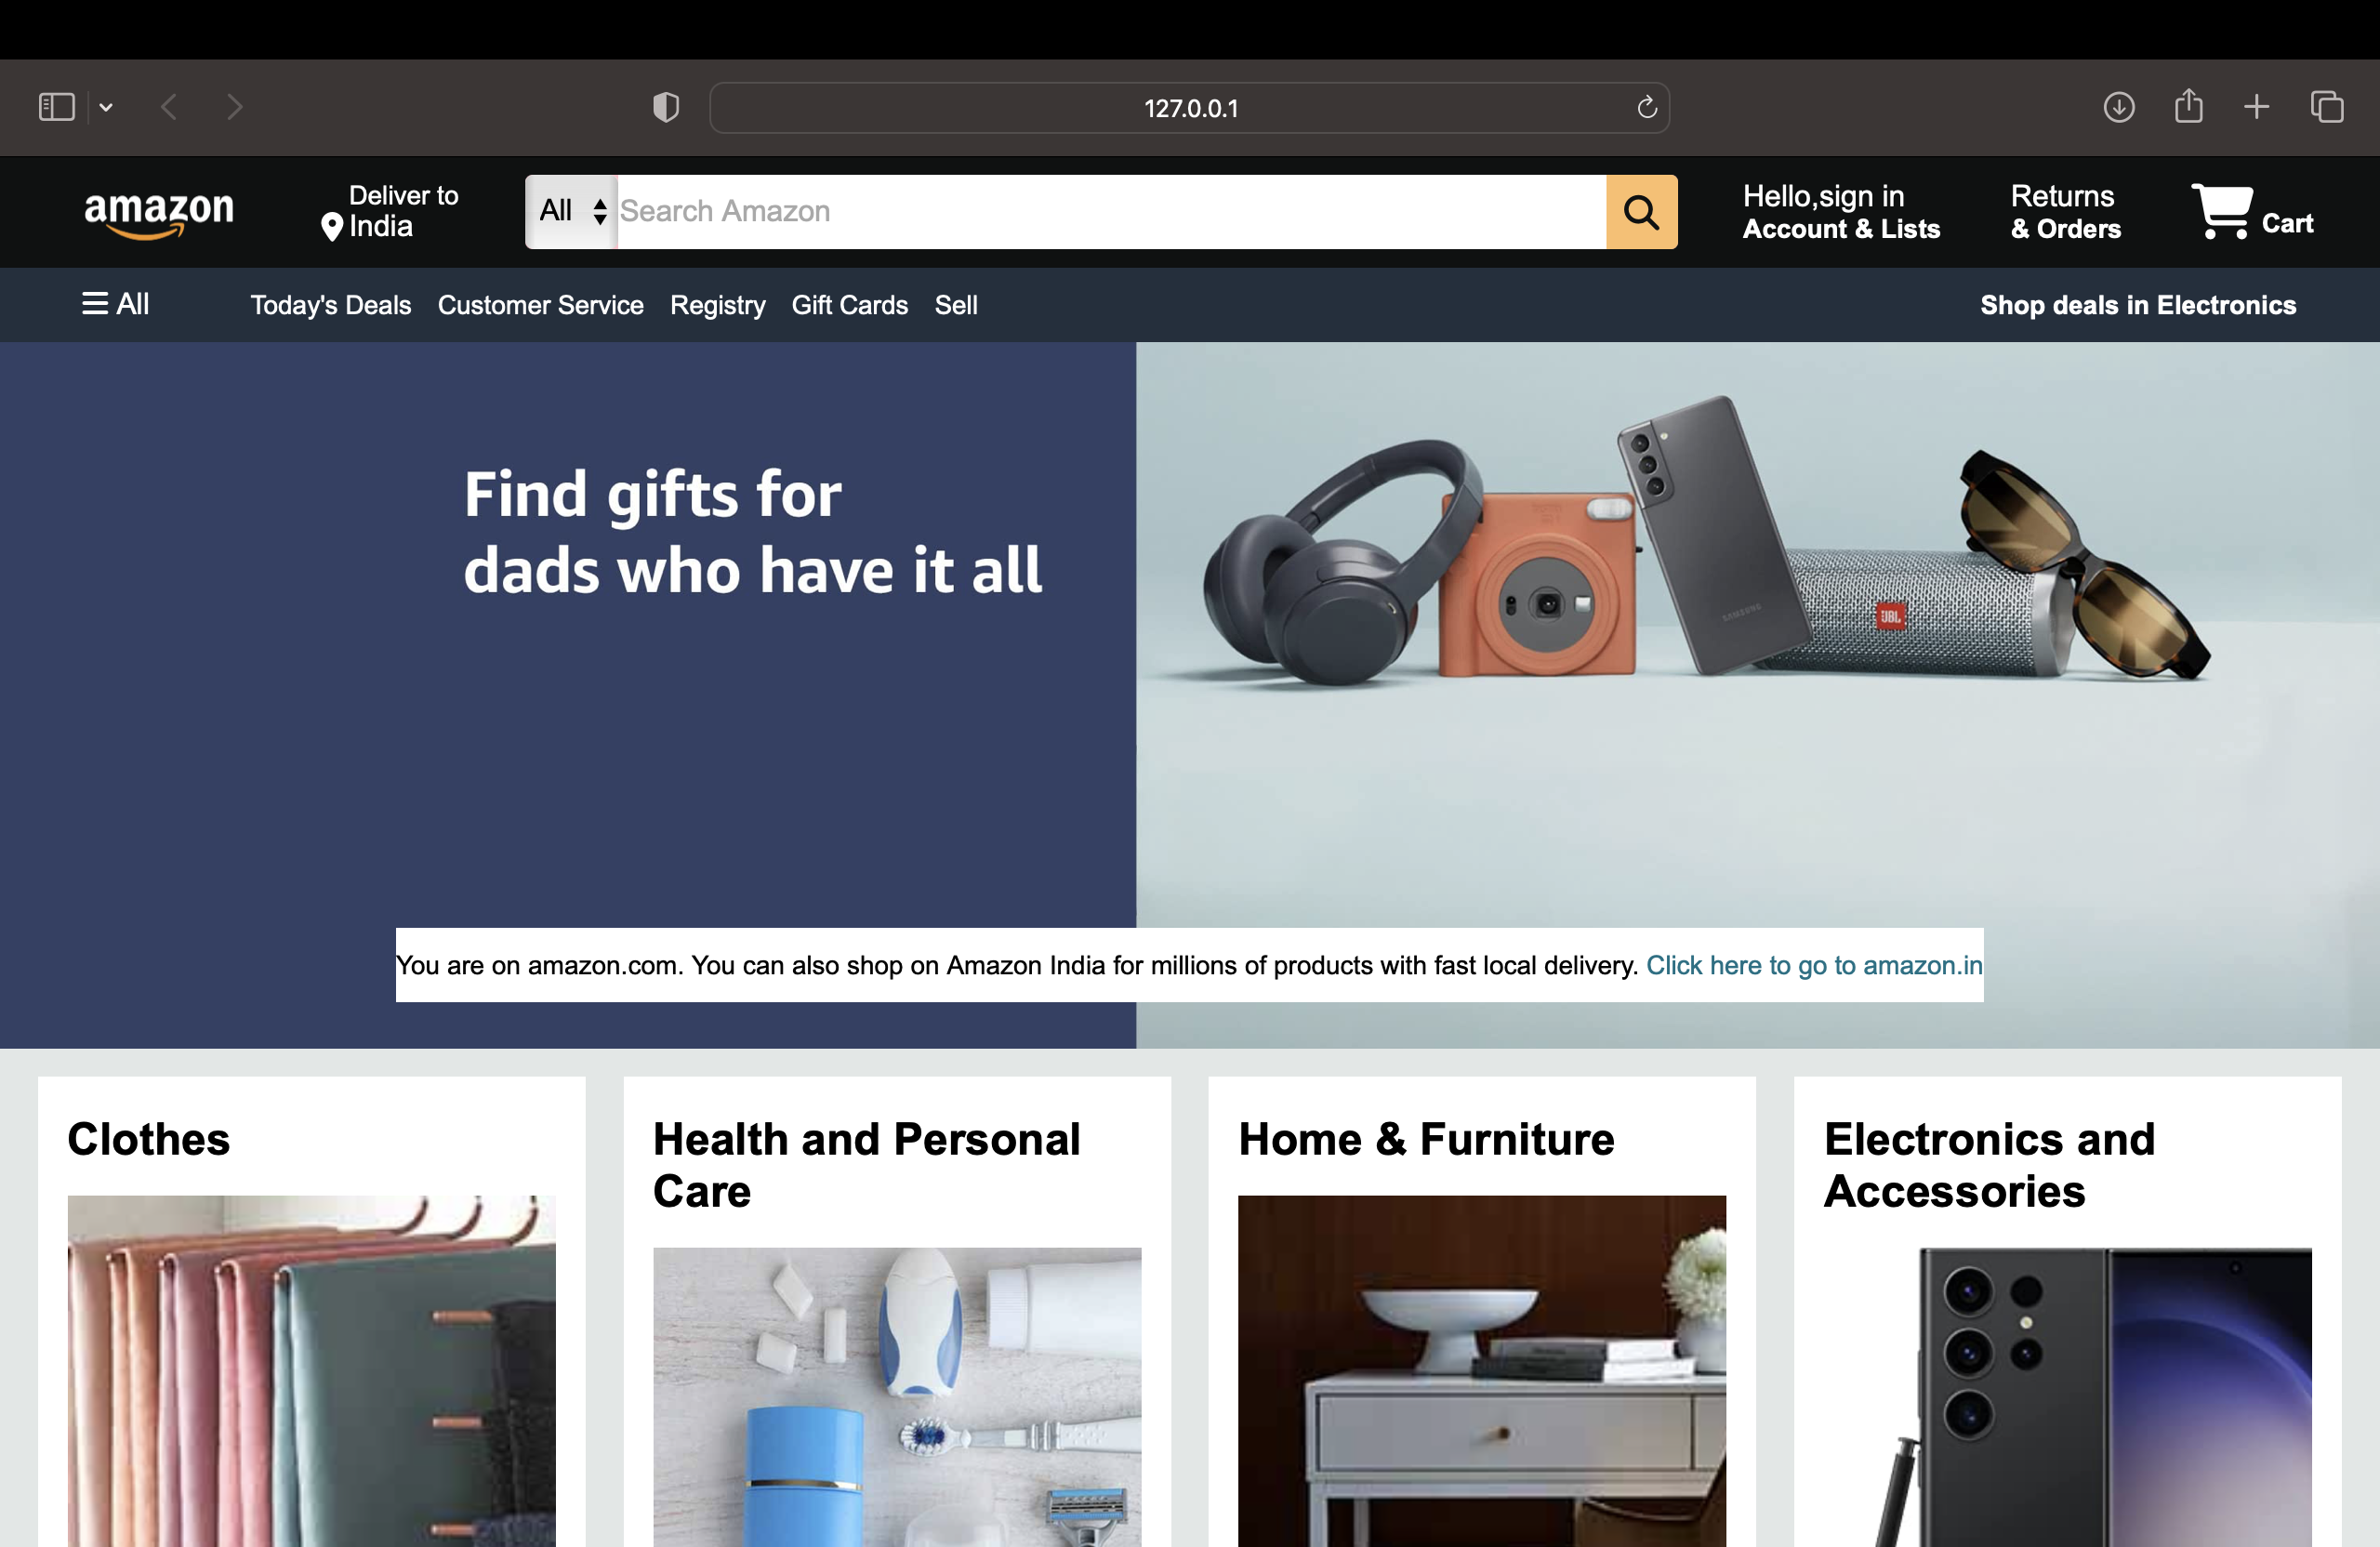 127.0.0.1
amazon
Deliver to
India
All
Search Amazon
Hello,sign in
Account & Lists
Returns
& Orders
Cart
All
Today's Deals
Customer Service
Registry
Gift Cards
Sell
Shop deals in Electronics
Find gifts for
dads who have it all
SAMSUNG
JBL
You are on amazon.com. You can also shop on Amazon India for millions of products with fast local delivery. Click here to go to amazon.in
Clothes
Health and Personal
Care
Home & Furniture
Electronics and
Accessories